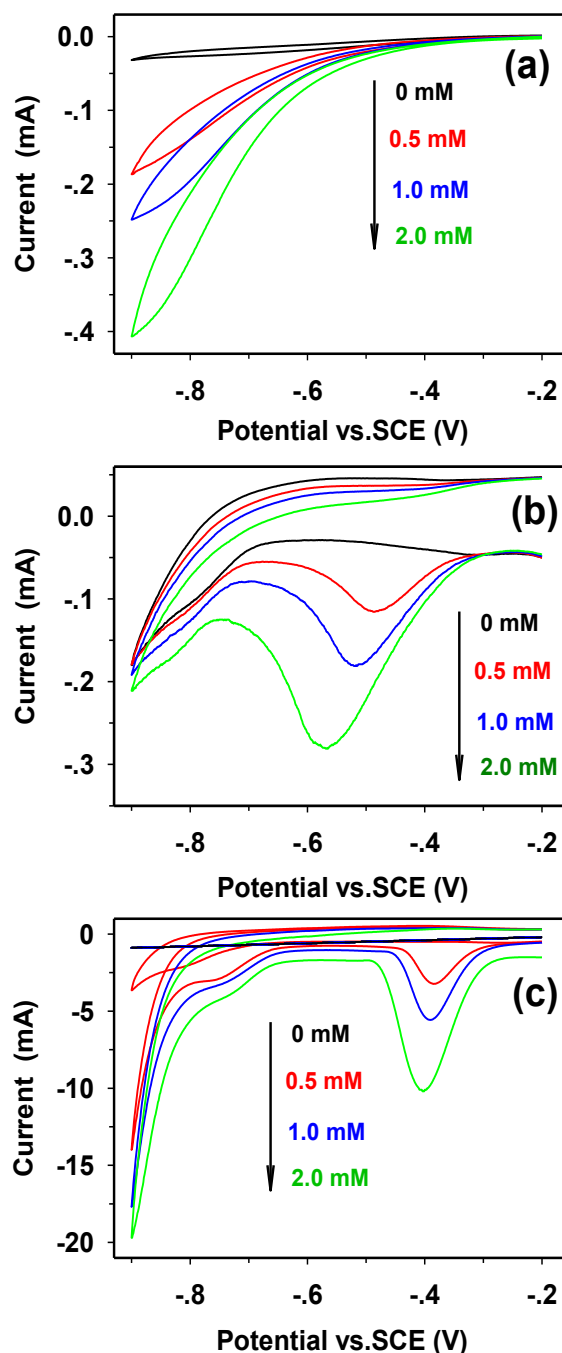 0.0
-.1
-.2
-.3
-.4
Current (mA)
(a)
0 mM
0.5 mM
1.0 mM
2.0 mM
-.8 -.6 -.4 -.2
Potential vs.SCE (V)
0.0
-.1
-.2
-.3
Current (mA)
(b)
0 mM
0.5 mM
1.0 mM
2.0 mM
-.8 -.6 -.4 -.2
Potential vs.SCE (V)
0
-5
-10
-15
-20
Current (mA)
(c)
0 mM
0.5 mM
1.0 mM
2.0 mM
-.8 -.6 -.4 -.2
Potential vs.SCE (V)